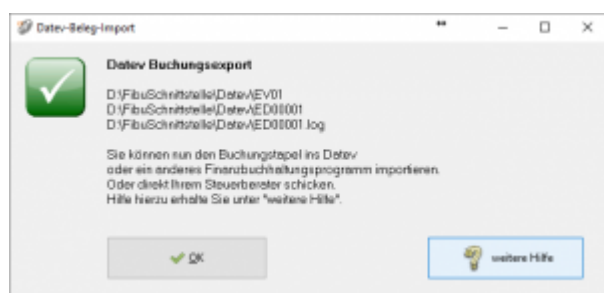 Datev-Beleg-Import
Datev Buchungsexport
D:\FibuSchnittstelle\Datev\EV01
D:\FibuSchnittstelle\Datev\ED00001
D:\FibuSchnittstelle\Datev\ED00001.log
Sie können nun den Buchungstapel ins Datev
oder ein anderes Finanzbuchhaltungsprogramm importieren.
Oder direkt Ihrem Steuerberater schicken.
Hilfe hierzu erhalte Sie unter "weitere Hilfe".
OK
weitere Hilfe